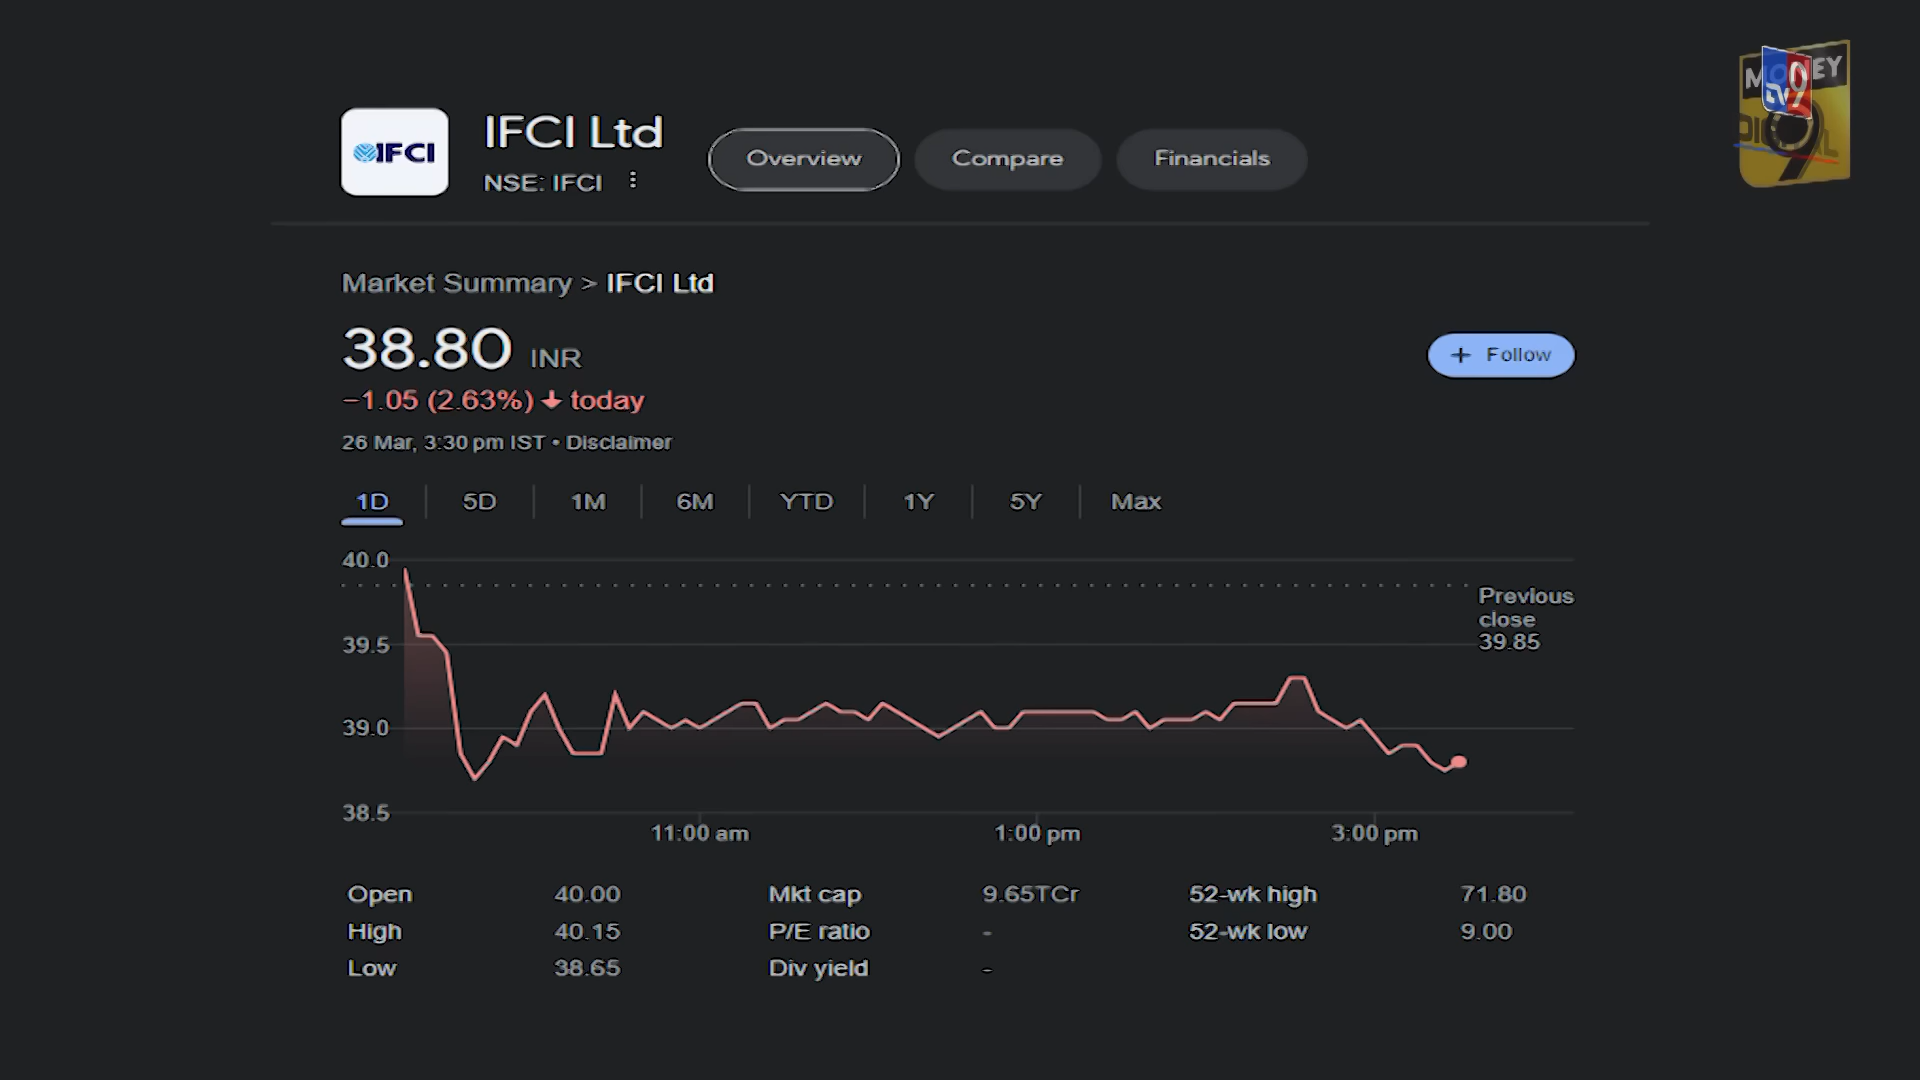 IFCI
IFCI Ltd
NSE: IFCI
Overview
Compare
Financials
MONEY
TV9
9
Market Summary > IFCI Ltd
38.80 INR
+ Follow
−1.05 (2.63%) ↓ today
26 Mar, 3:30 pm IST • Disclaimer
1D 5D 1M 6M YTD 1Y 5Y Max
40.0
39.5
39.0
38.5
Previous
close
39.85
11:00 am 1:00 pm 3:00 pm
Open 40.00 Mkt cap 9.65TCr 52-wk high 71.80
High 40.15 P/E ratio - 52-wk low 9.00
Low 38.65 Div yield -